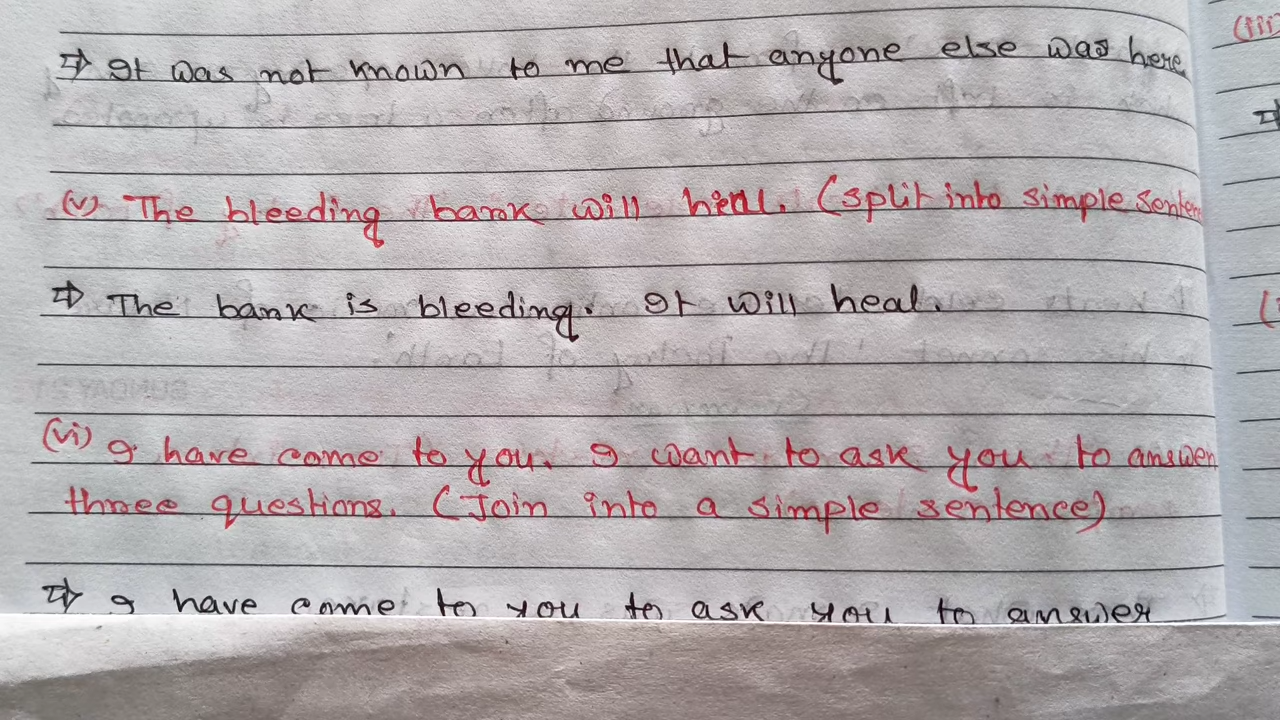 ⇒ It was not known to me that anyone else was here
(v) The bleeding bank will heal. (split into simple senten
⇒ The bank is bleeding. It will heal.
(vi) I have come to you. I want to ask you to answer
three questions. (Join into a simple sentence)
⇒ I have come to you to ask you to answer
(iii)